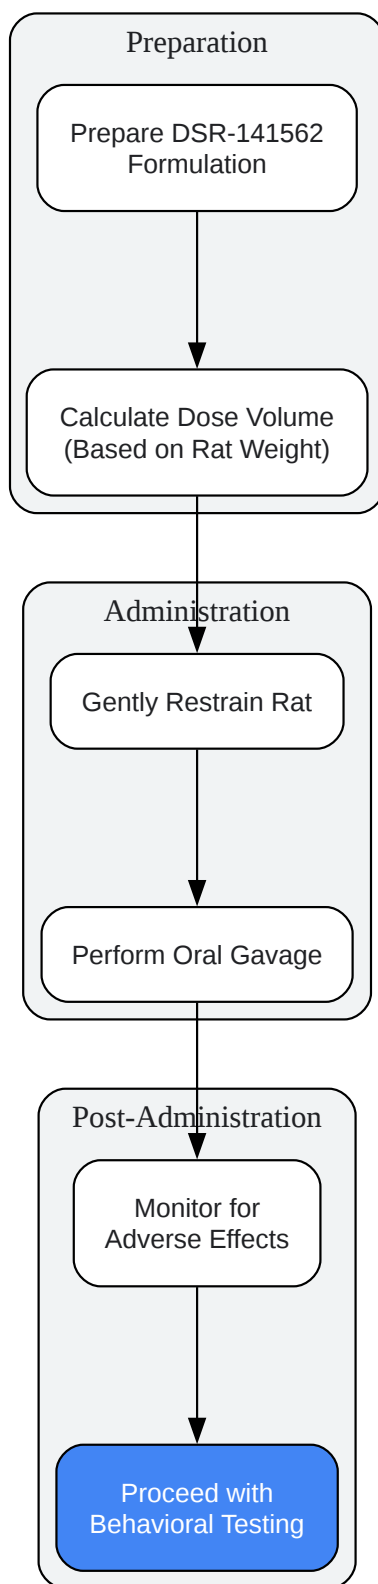 Preparation
Prepare DSR-141562
Formulation
Calculate Dose Volume
(Based on Rat Weight)
Administration
Gently Restrain Rat
Perform Oral Gavage
Post-Administration
Monitor for
Adverse Effects
Proceed with
Behavioral Testing